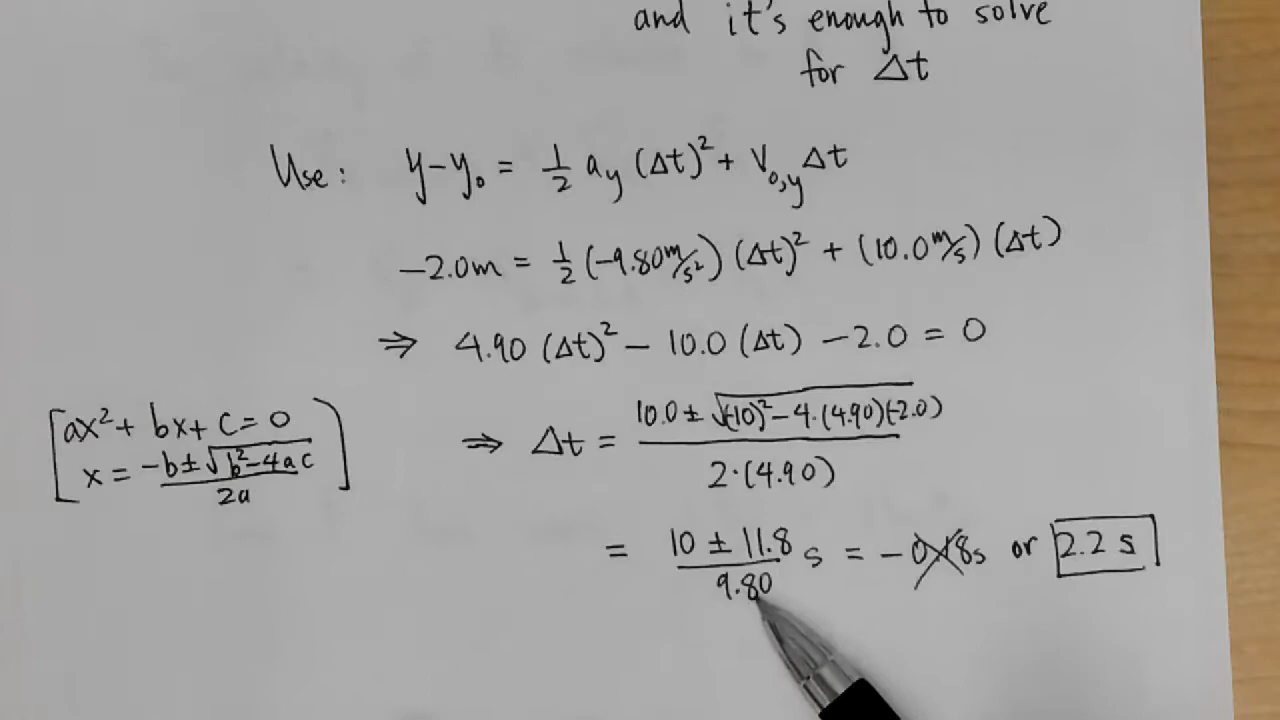 and it's enough to solve
for Δt
Use: y-y₀ = ½ a_y (Δt)² + V_{0,y} Δt
-2.0m = ½ (-9.80 m/s²) (Δt)² + (10.0 m/s) (Δt)
⇒ 4.90 (Δt)² - 10.0 (Δt) - 2.0 = 0
[ax² + bx + c = 0
x = (-b ± √(b²-4ac))/2a]
⇒ Δt = (10.0 ± √((-10)² - 4·(4.90)(-2.0)))/(2·(4.90))
= (10 ± 11.8)/9.80 s = -0.18s or 2.2 s